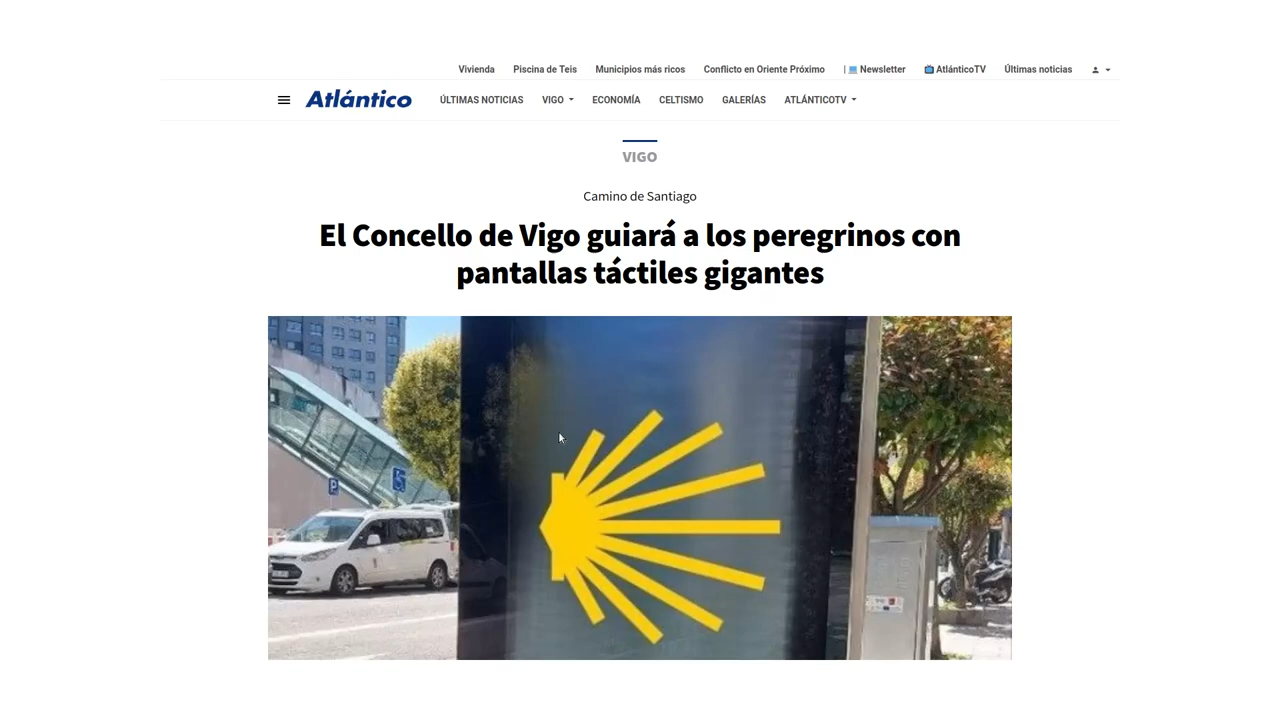 Vivienda Piscina de Teis Municipios más ricos Conflicto en Oriente Próximo | Newsletter AtlánticoTV Últimas noticias
Atlántico ÚLTIMAS NOTICIAS VIGO ECONOMÍA CELTISMO GALERÍAS ATLÁNTICOTV
VIGO
Camino de Santiago
El Concello de Vigo guiará a los peregrinos con
pantallas táctiles gigantes
P